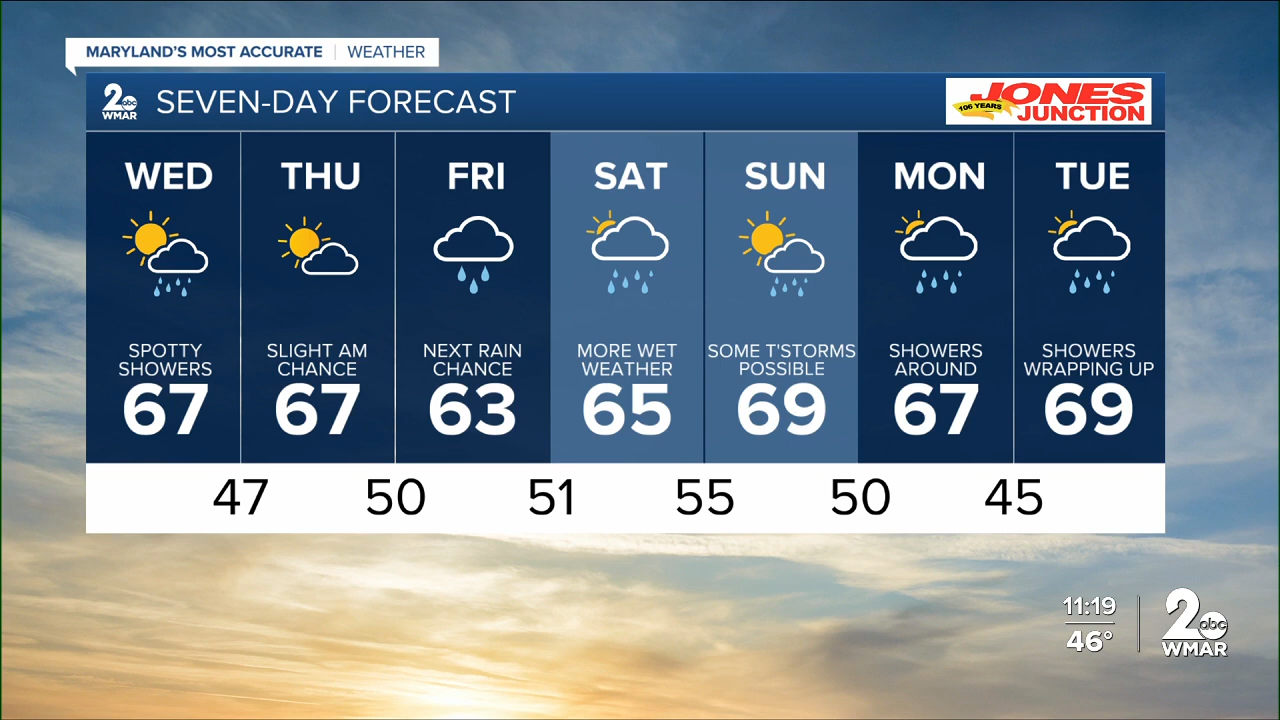 MARYLAND'S MOST ACCURATE | WEATHER
2 abc WMAR
SEVEN-DAY FORECAST
106 YEARS
JONES
JUNCTION
WED THU FRI SAT SUN MON TUE
SPOTTY SHOWERS
SLIGHT AM CHANCE
NEXT RAIN CHANCE
MORE WET WEATHER
SOME T'STORMS POSSIBLE
SHOWERS AROUND
SHOWERS WRAPPING UP
67 67 63 65 69 67 69
47 50 51 55 50 45
11:19
46°
2 abc
WMAR